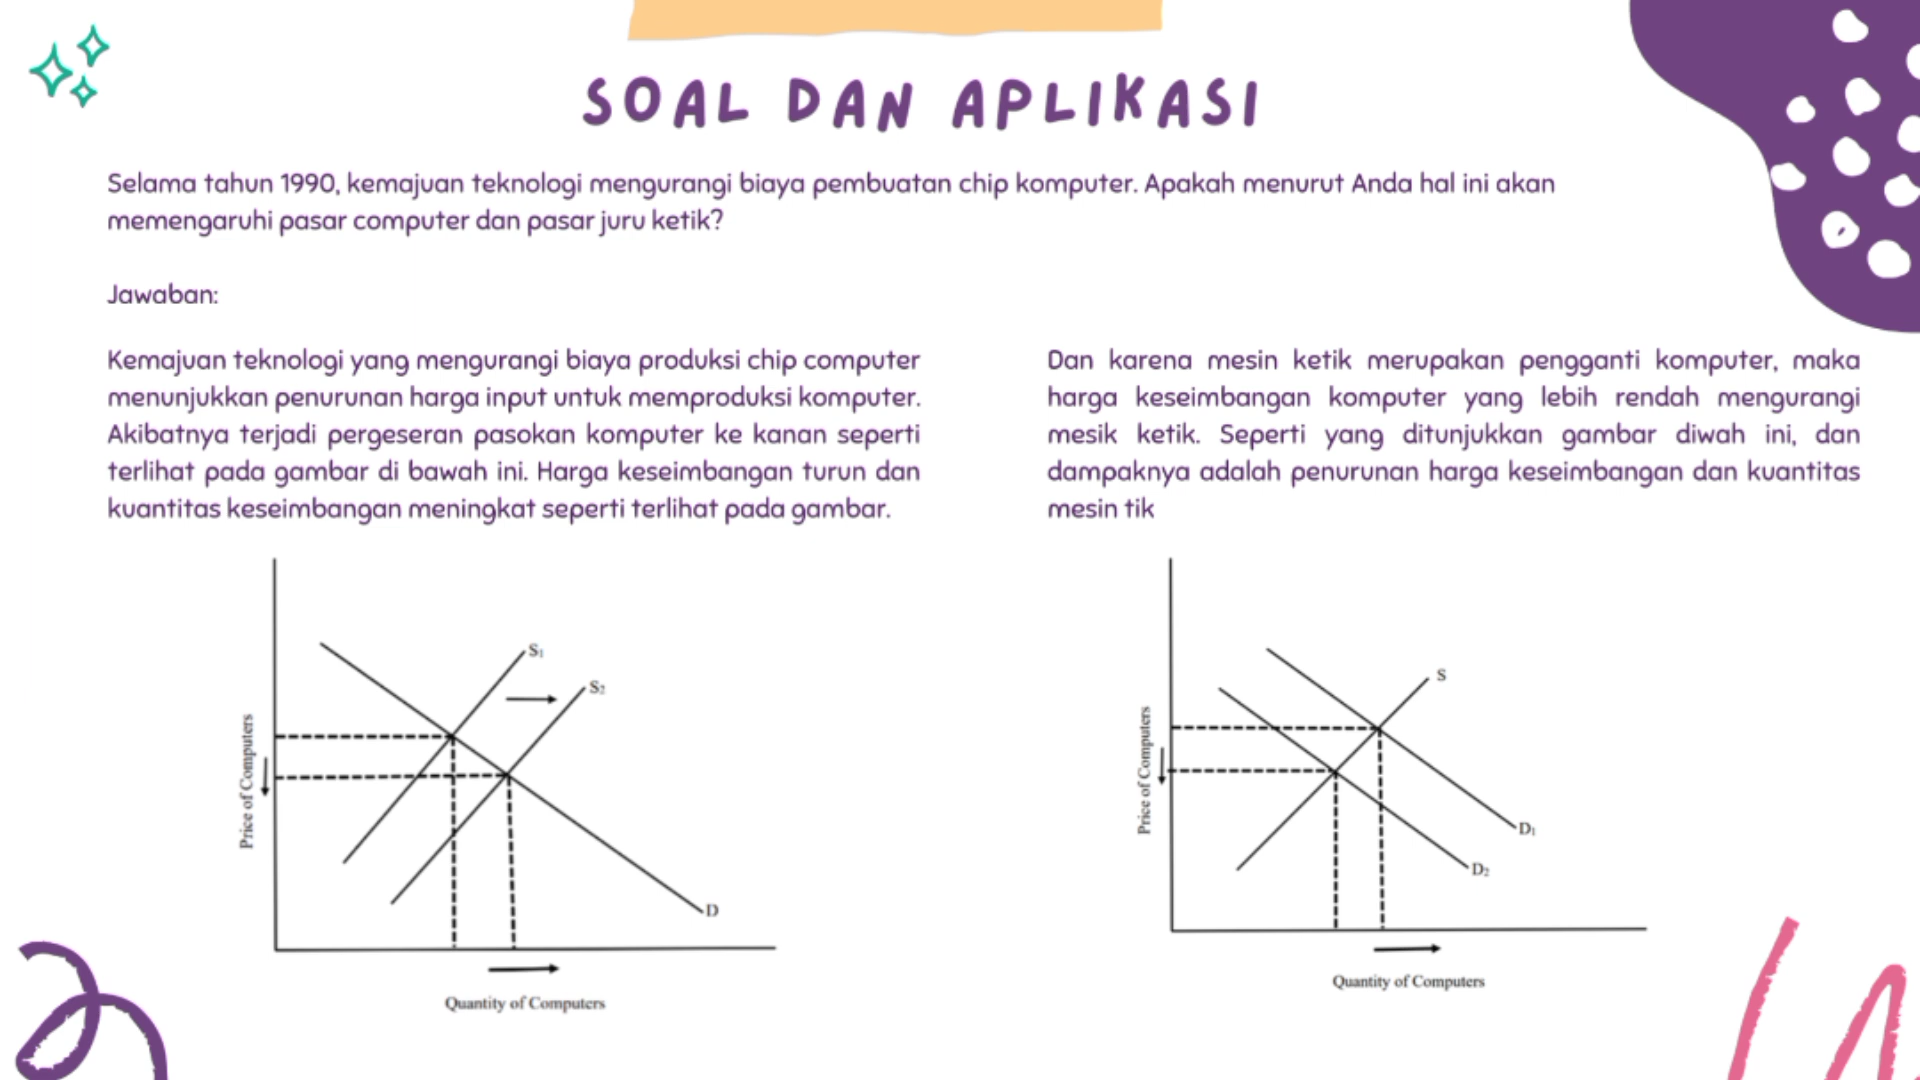 SOAL DAN APLIKASI
Selama tahun 1990, kemajuan teknologi mengurangi biaya pembuatan chip komputer. Apakah menurut Anda hal ini akan
memengaruhi pasar computer dan pasar juru ketik?
Jawaban:
Kemajuan teknologi yang mengurangi biaya produksi chip computer
menunjukkan penurunan harga input untuk memproduksi komputer.
Akibatnya terjadi pergeseran pasokan komputer ke kanan seperti
terlihat pada gambar di bawah ini. Harga keseimbangan turun dan
kuantitas keseimbangan meningkat seperti terlihat pada gambar.
Dan karena mesin ketik merupakan pengganti komputer, maka
harga keseimbangan komputer yang lebih rendah mengurangi
mesik ketik. Seperti yang ditunjukkan gambar diwah ini, dan
dampaknya adalah penurunan harga keseimbangan dan kuantitas
mesin tik
S₁
S₂
D
Price of Computers
Quantity of Computers
S
D₁
D₂
Price of Computers
Quantity of Computers